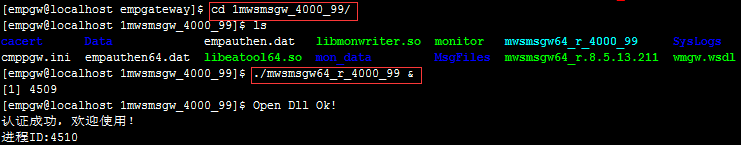 [empgw@localhost empgateway]$ cd 1mwsmsgw_4000_99/
[empgw@localhost 1mwsmsgw_4000_99]$ ls
cacert Data empauthen.dat libmonwriter.so monitor mwsmsgw64_r_4000_99 Syslogs
cmppgw.ini empauthen64.dat libeatool64.so mon_data MsgFiles mwsmsgw64_r.8.5.13.211 wmgw.wsdl
[empgw@localhost 1mwsmsgw_4000_99]$ ./mwsmsgw64_r_4000_99 &
[1] 4509
[empgw@localhost 1mwsmsgw_4000_99]$ Open Dll Ok!
认证成功，欢迎使用！
进程ID:4510